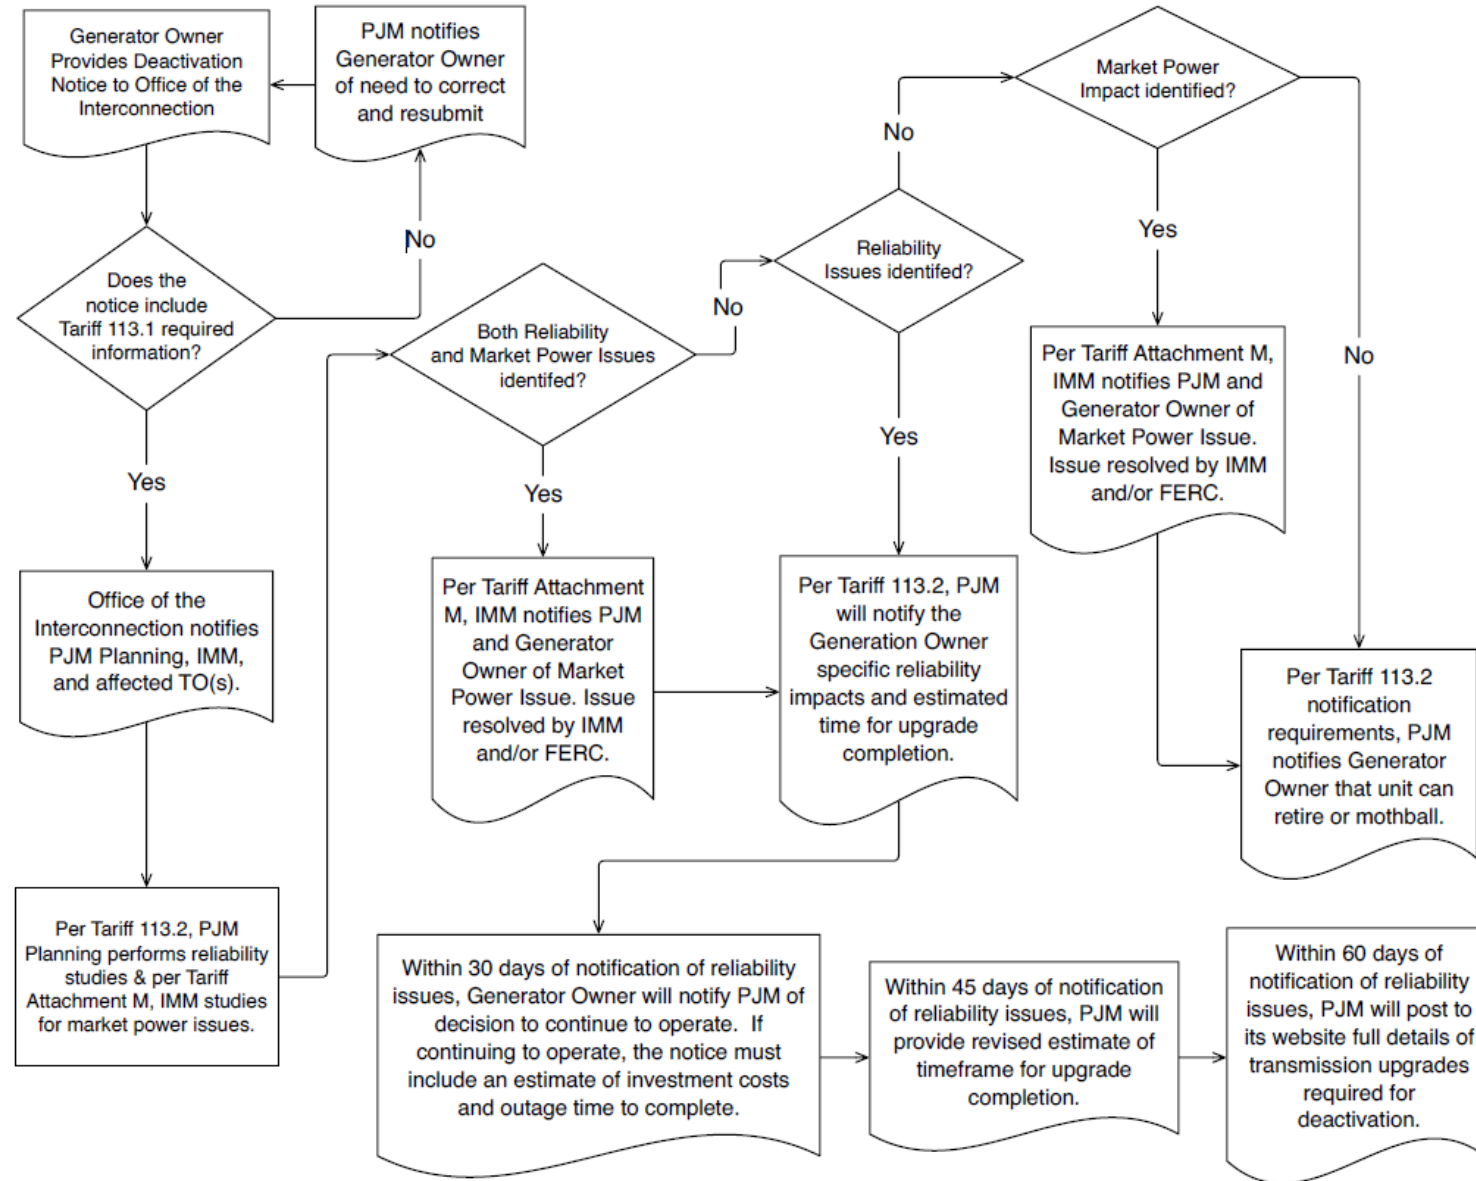 Generator Owner
Provides Deactivation
Notice to Office of the
Interconnection
PJM notifies
Generator Owner
of need to correct
and resubmit
Market Power
Impact identified?
No
Yes
No
Reliability
Issues identifed?
No
Yes
No
Does the
notice include
Tariff 113.1 required
information?
Yes
Both Reliability
and Market Power Issues
identifed?
Yes
Per Tariff Attachment M,
IMM notifies PJM and
Generator Owner of
Market Power Issue.
Issue resolved by IMM
and/or FERC.
Office of the
Interconnection notifies
PJM Planning, IMM,
and affected TO(s).
Per Tariff Attachment
M, IMM notifies PJM
and Generator
Owner of Market
Power Issue. Issue
resolved by IMM
and/or FERC.
Per Tariff 113.2, PJM
will notify the
Generation Owner
specific reliability
impacts and estimated
time for upgrade
completion.
Per Tariff 113.2
notification
requirements, PJM
notifies Generator
Owner that unit can
retire or mothball.
Per Tariff 113.2, PJM
Planning performs reliability
studies & per Tariff
Attachment M, IMM studies
for market power issues.
Within 30 days of notification of reliability
issues, Generator Owner will notify PJM of
decision to continue to operate. If
continuing to operate, the notice must
include an estimate of investment costs
and outage time to complete.
Within 45 days of notification
of reliability issues, PJM will
provide revised estimate of
timeframe for upgrade
completion.
Within 60 days of
notification of reliability
issues, PJM will post to
its website full details of
transmission upgrades
required for
deactivation.